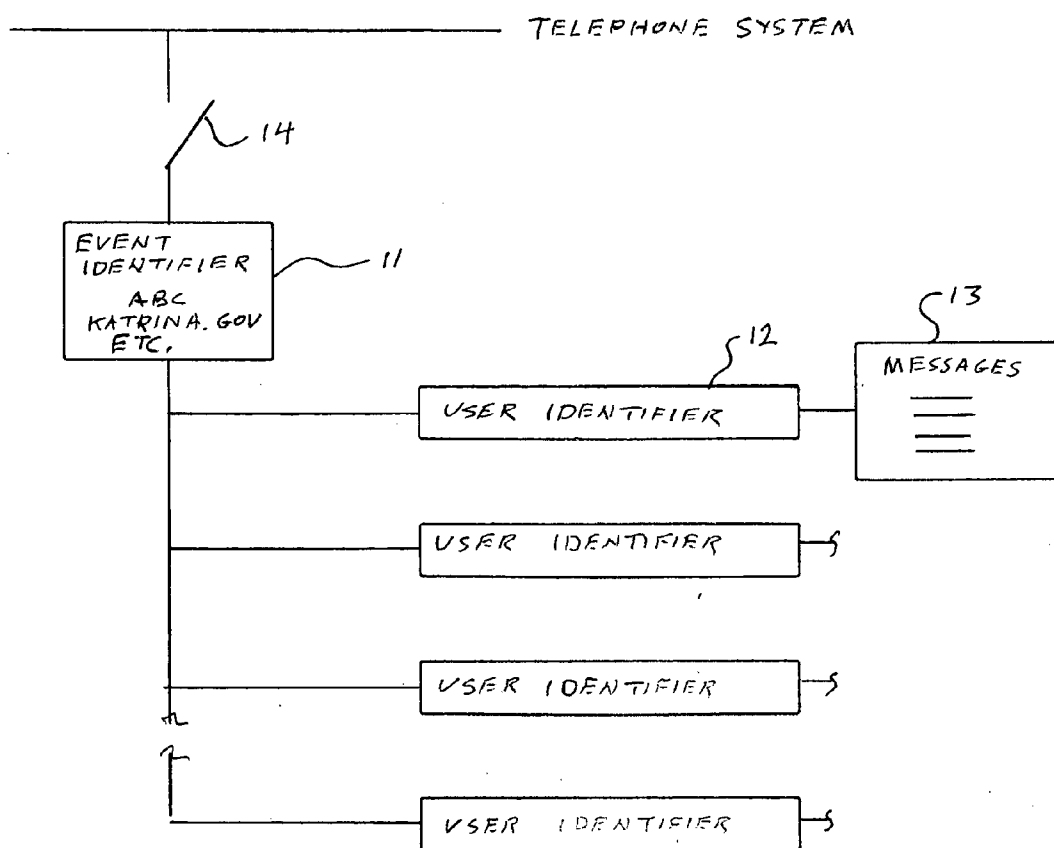 TELEPHONE SYSTEM
14
EVENT
IDENTIFIER
ABC
KATRINA.GOV
ETC.
11
12
13
USER IDENTIFIER
MESSAGES
USER IDENTIFIER
USER IDENTIFIER
USER IDENTIFIER